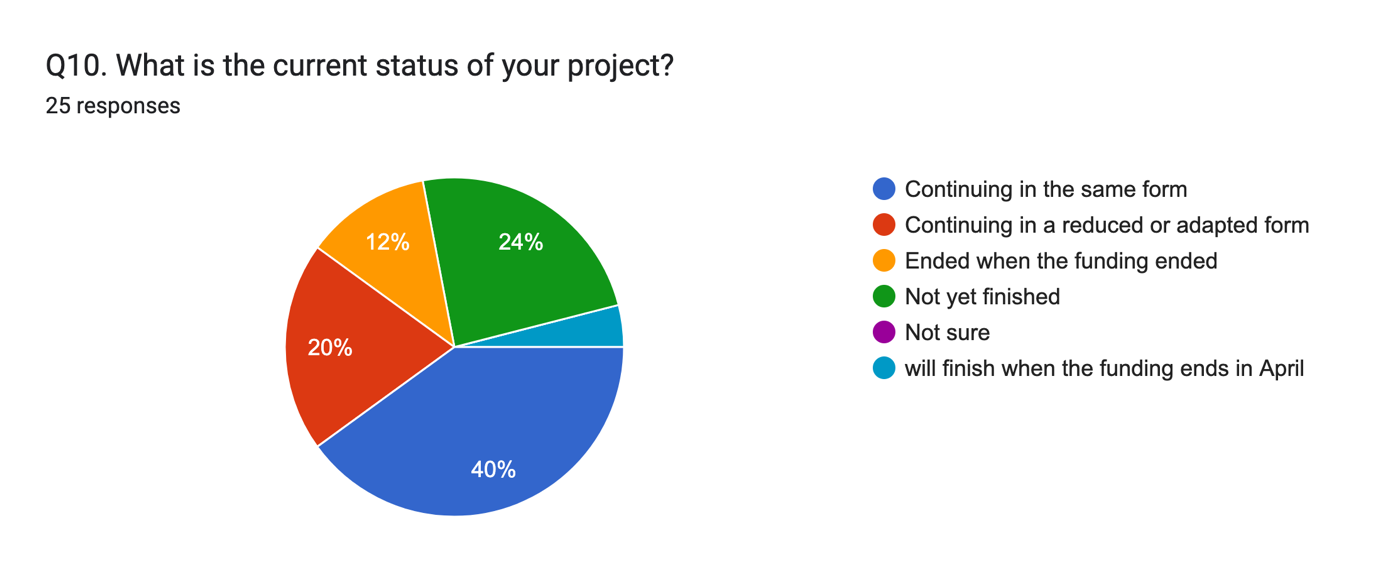 Q10. What is the current status of your project?
25 responses
12%
24%
20%
40%
Continuing in the same form
Continuing in a reduced or adapted form
Ended when the funding ended
Not yet finished
Not sure
will finish when the funding ends in April